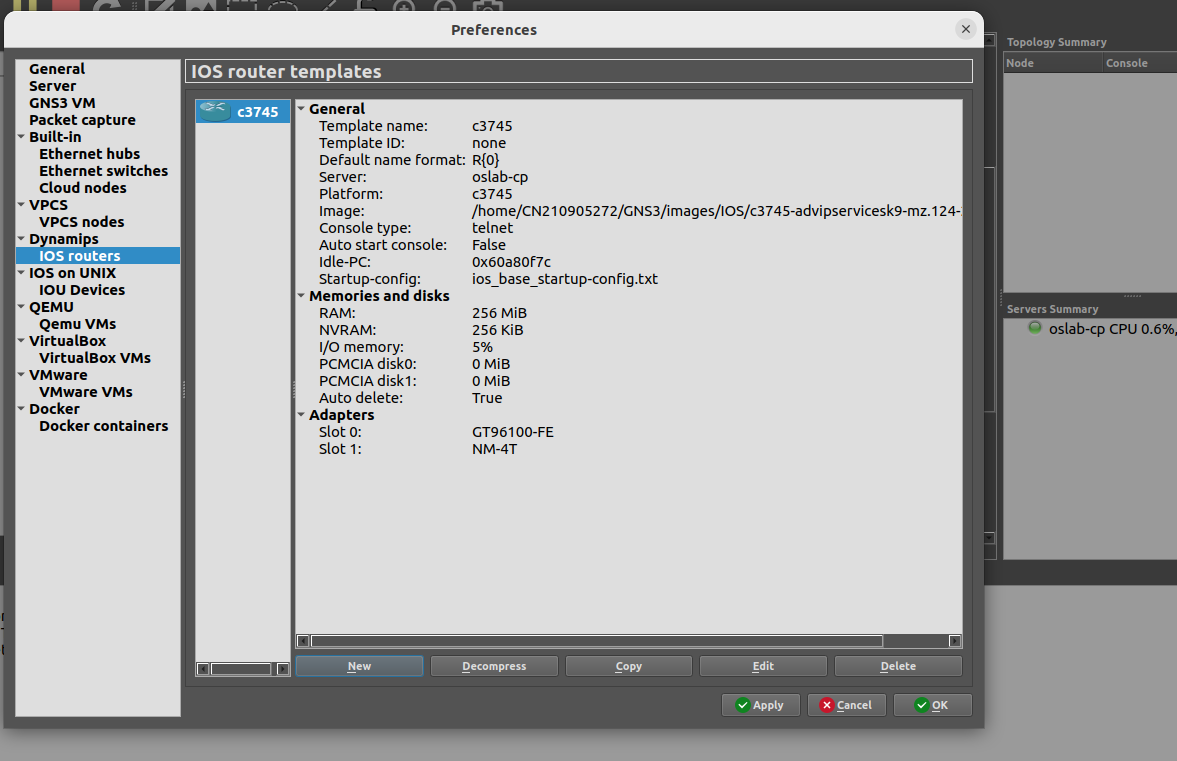 Preferences
General
Server
GNS3 VM
Packet capture
Built-in
Ethernet hubs
Ethernet switches
Cloud nodes
VPCS
VPCS nodes
Dynamips
IOS routers
IOS on UNIX
IOU Devices
QEMU
Qemu VMs
VirtualBox
VirtualBox VMs
VMware
VMware VMs
Docker
Docker containers
IOS router templates
c3745
General
Template name: c3745
Template ID: none
Default name format: R{0}
Server: oslab-cp
Platform: c3745
Image: /home/CN210905272/GNS3/images/IOS/c3745-advipservicesk9-mz.124-
Console type: telnet
Auto start console: False
Idle-PC: 0x60a80f7c
Startup-config: ios_base_startup-config.txt
Memories and disks
RAM: 256 MiB
NVRAM: 256 KiB
I/O memory: 5%
PCMCIA disk0: 0 MiB
PCMCIA disk1: 0 MiB
Auto delete: True
Adapters
Slot 0: GT96100-FE
Slot 1: NM-4T
New Decompress Copy Edit Delete
Apply Cancel OK
Topology Summary
Node Console
Servers Summary
oslab-cp CPU 0.6%,